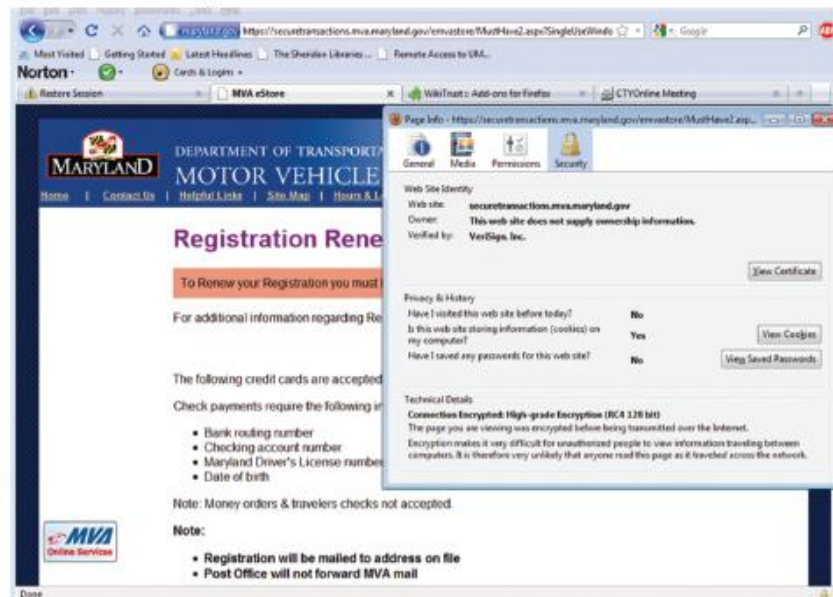 https://securetransactions.mva.maryland.gov/emvastore/MustHave2.aspx?SingleUseWindo
Google
Most Visited Getting Started Latest Headlines The Sheridan Libraries ... Remote Access to UM...
Norton Cards & Logins
Restore Session MVA eStore WikiTrust :: Add-ons for Firefox CTYOnline Meeting
MARYLAND
DEPARTMENT OF TRANSPORTA
MOTOR VEHICLE
Home | Contact Us | Helpful Links | Site Map | Hours & L
Registration Rene
To Renew your Registration you must
For additional information regarding Re
The following credit cards are accepted
Check payments require the following in
• Bank routing number
• Checking account number
• Maryland Driver's License number
• Date of birth
Note: Money orders & travelers checks not accepted.
Note:
• Registration will be mailed to address on file
• Post Office will not forward MVA mail
MVA
Online Services
Done
Page Info - https://securetransactions.mva.maryland.gov/emvastore/MustHave2.asp...
General Media Permissions Security
Web Site Identity
Web site: securetransactions.mva.maryland.gov
Owner: This web site does not supply ownership information.
Verified by: VeriSign, Inc.
View Certificate
Privacy & History
Have I visited this web site before today? No
Is this web site storing information (cookies) on
my computer? Yes View Cookies
Have I saved any passwords for this web site? No View Saved Passwords
Technical Details
Connection Encrypted: High-grade Encryption (RC4 128 bit)
The page you are viewing was encrypted before being transmitted over the Internet.
Encryption makes it very difficult for unauthorized people to view information traveling between
computers. It is therefore very unlikely that anyone read this page as it traveled across the network.